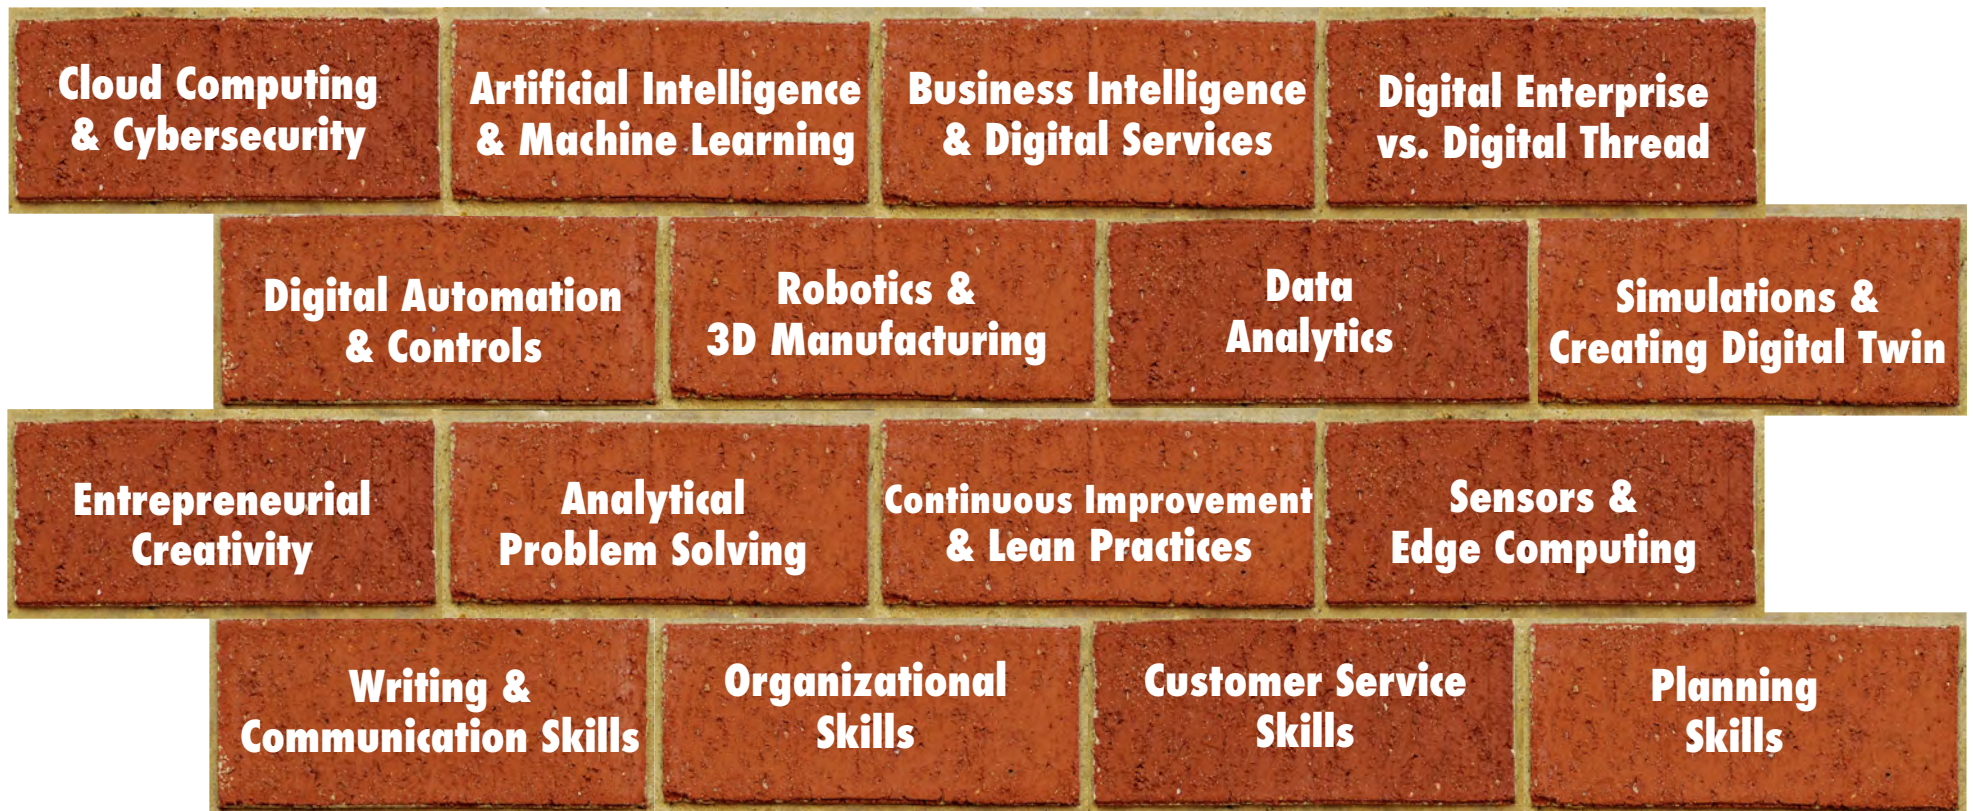 Cloud Computing
& Cybersecurity
Artificial Intelligence
& Machine Learning
Business Intelligence
& Digital Services
Digital Enterprise
vs. Digital Thread
Digital Automation
& Controls
Robotics &
3D Manufacturing
Data
Analytics
Simulations &
Creating Digital Twin
Entrepreneurial
Creativity
Analytical
Problem Solving
Continuous Improvement
& Lean Practices
Sensors &
Edge Computing
Writing &
Communication Skills
Organizational
Skills
Customer Service
Skills
Planning
Skills